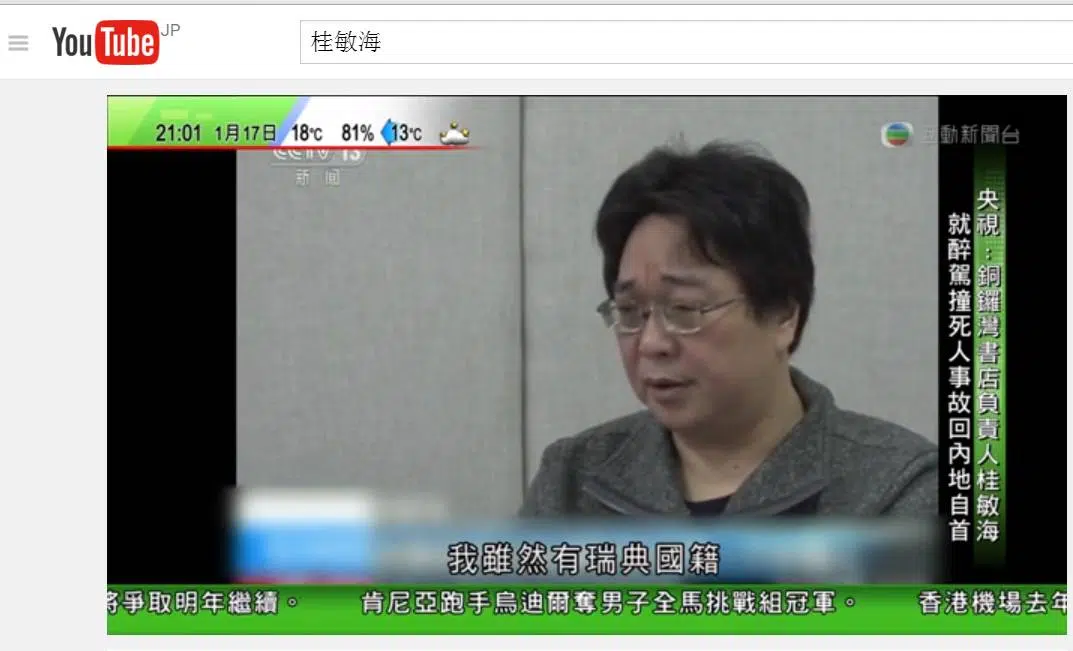 YouTube JP
桂敏海
21:01 1月17日 18℃ 81% 13℃
CCTV 13
新闻
互動新聞台
央視：銅鑼灣書店負責人桂敏海
就醉駕撞死人事故回內地自首
我雖然有瑞典國籍
將爭取明年繼續。 肯尼亞跑手烏迪爾奪男子全馬挑戰組冠軍。 香港機場去年